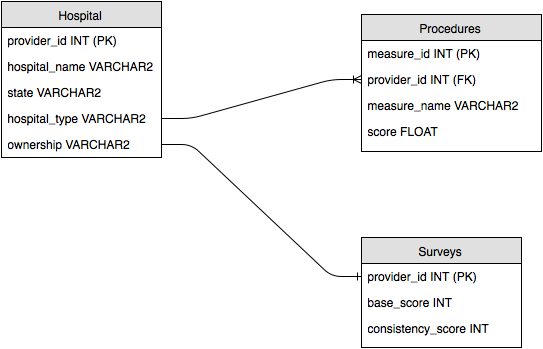 Hospital
provider_id INT (PK)
hospital_name VARCHAR2
state VARCHAR2
hospital_type VARCHAR2
ownership VARCHAR2
Procedures
measure_id INT (PK)
provider_id INT (FK)
measure_name VARCHAR2
score FLOAT
Surveys
provider_id INT (PK)
base_score INT
consistency_score INT